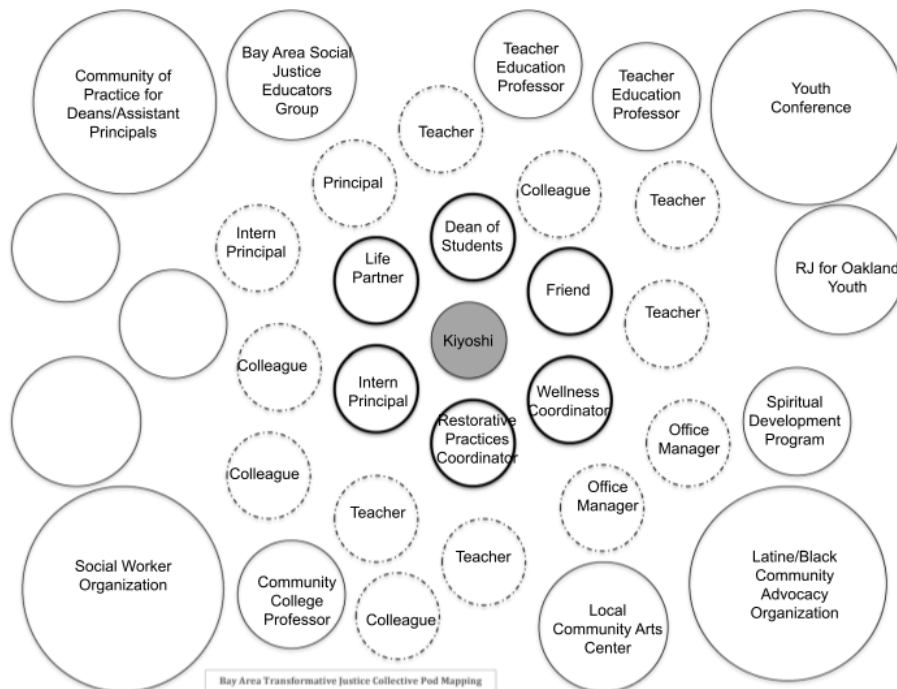 Community of
Practice for
Deans/Assistant
Principals
Bay Area Social
Justice
Educators
Group
Teacher
Education
Professor
Teacher
Education
Professor
Youth
Conference
Teacher
Principal
Colleague
Teacher
Intern
Principal
Dean of
Students
Life
Partner
Friend
RJ for Oakland
Youth
Kiyoshi
Teacher
Colleague
Intern
Principal
Wellness
Coordinator
Restorative
Practices
Coordinator
Spiritual
Development
Program
Office
Manager
Colleague
Office
Manager
Teacher
Teacher
Social Worker
Organization
Community
College
Professor
Colleague
Local
Community Arts
Center
Latine/Black
Community
Advocacy
Organization
Bay Area Transformative Justice Collective Pod Mapping